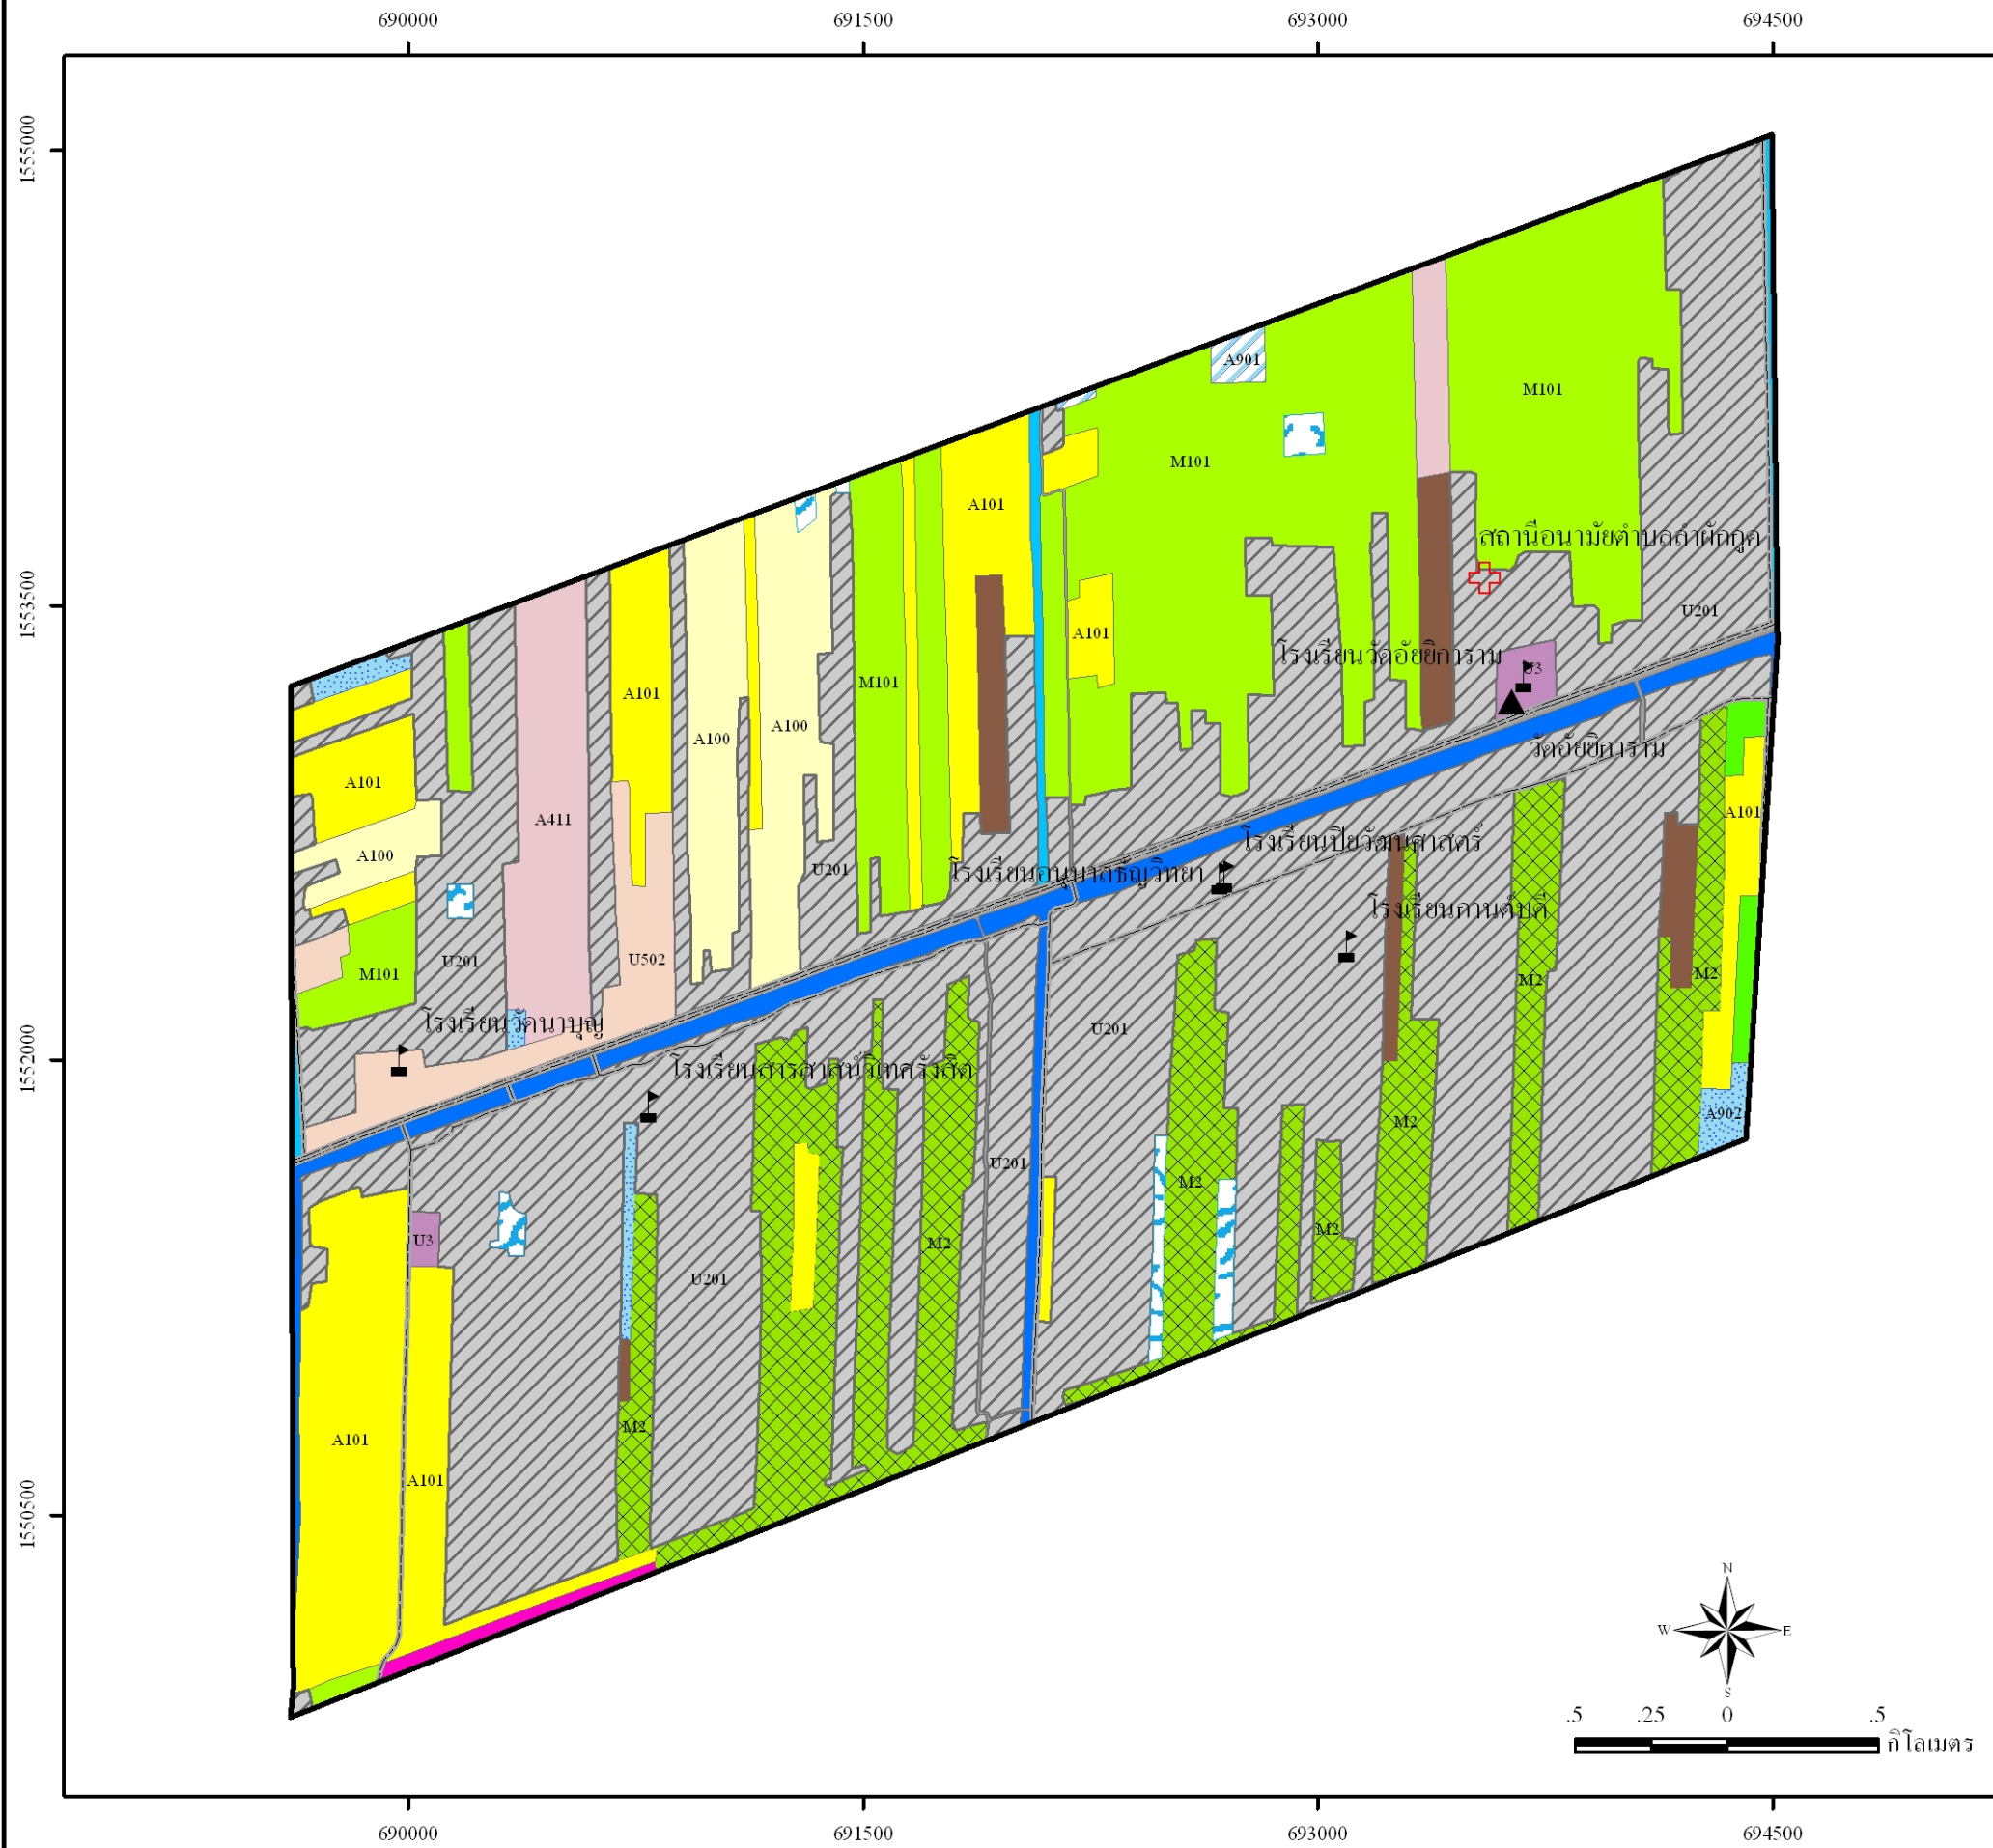 690000 691500 693000 694500
1555000
A901
M101
M101
A101
สถานีอนามัยตำบลลำผักกูด
1553500
U201
A101
โรงเรียนวัดอัยยิการาม
U3
A101
M101
A100
A100
วัดอัยยิการาม
A101
A411
A101
โรงเรียนปิยวัฒนศาสตร์
A100
U201
โรงเรียนอนุบาลธัญวิทยา
โรงเรียนกานต์บดี
U201
U502
M101
M2
M2
โรงเรียนวัดนาบุญ
U201
1552000
โรงเรียนสารสาสน์วิเทศรังสิต
A902
M2
U201
M2
M2
U3
M2
U201
M2
A101
A101
1550500
N
W E
S
.5 .25 0 .5
กิโลเมตร
690000 691500 693000 694500